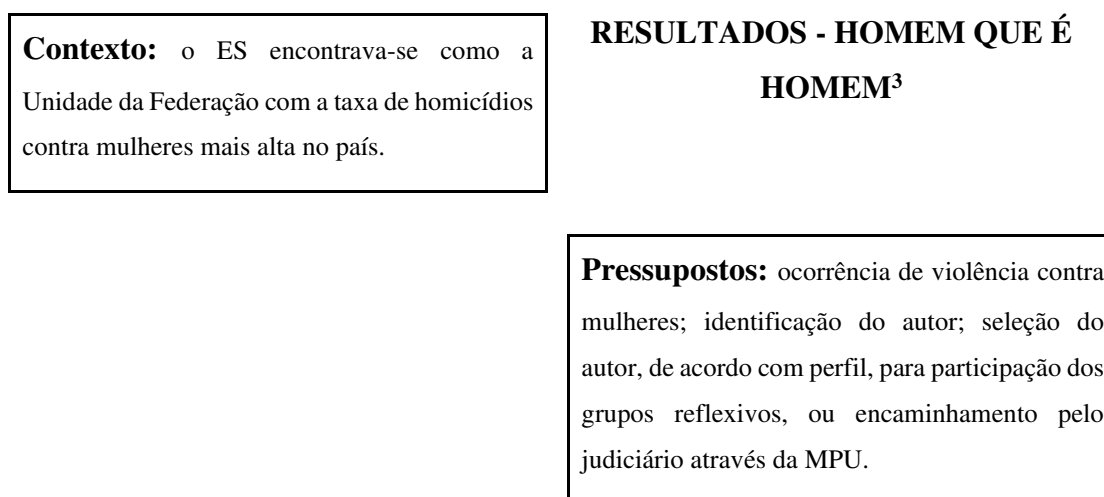 Contexto: o ES encontrava-se como a
Unidade da Federação com a taxa de homicídios
contra mulheres mais alta no país.
RESULTADOS - HOMEM QUE É
HOMEM³
Pressupostos: ocorrência de violência contra
mulheres; identificação do autor; seleção do
autor, de acordo com perfil, para participação dos
grupos reflexivos, ou encaminhamento pelo
judiciário através da MPU.